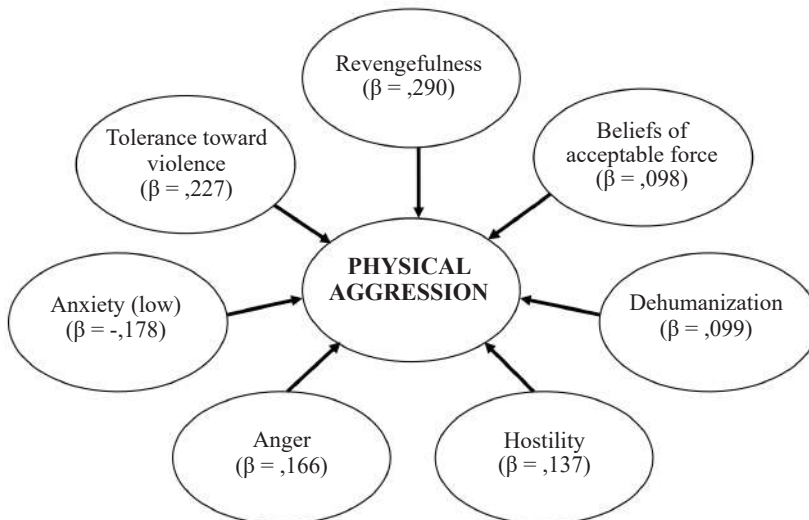 Revengefulness
(β = ,290)
Tolerance toward
violence
(β = ,227)
Beliefs of
acceptable force
(β = ,098)
PHYSICAL
AGGRESSION
Anxiety (low)
(β = -,178)
Dehumanization
(β = ,099)
Anger
(β = ,166)
Hostility
(β = ,137)